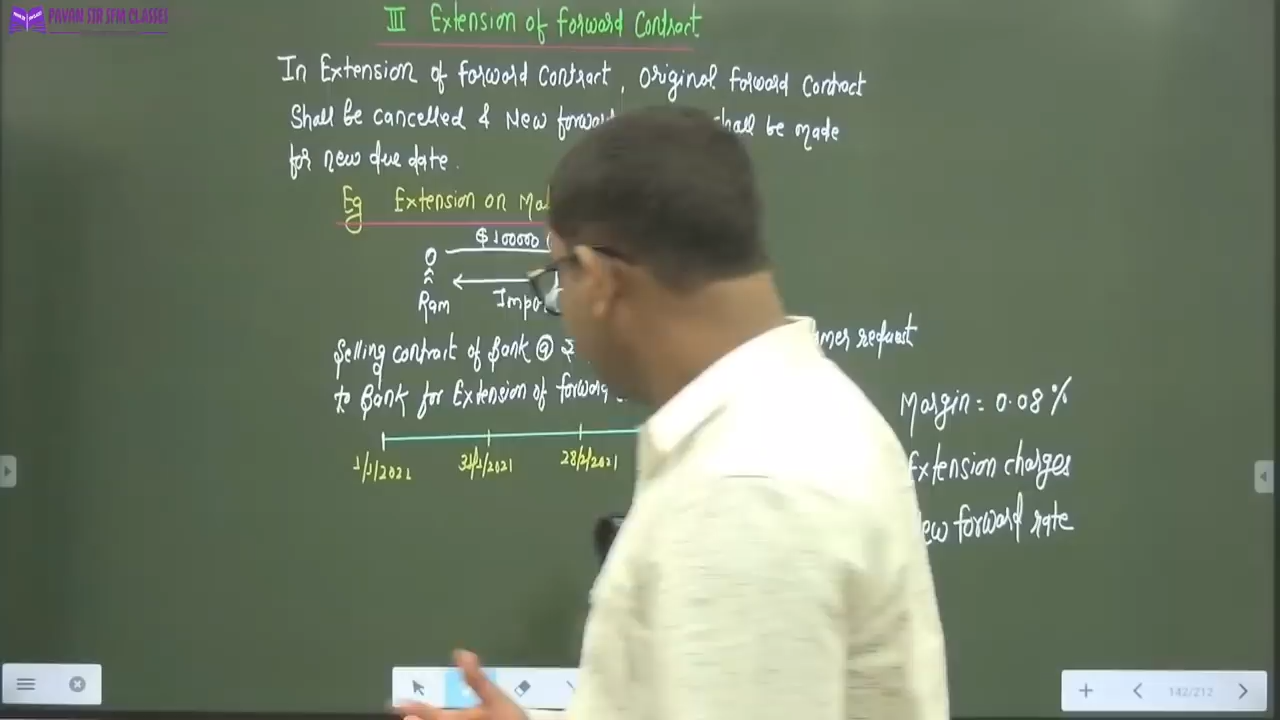 PAVAN SIR SFM CLASSES
III Extension of Forward Contract
In Extension of forward Contract, Original forward Contract
Shall be cancelled & New forward shall be made
for new due date.
Eg Extension on
$100000
Ram
Selling contract of Bank @ ₹ request
to Bank for Extension of forward
Margin = 0.08%
1/1/2021 31/1/2021 28/2/2021
Extension charges
forward rate
142/212